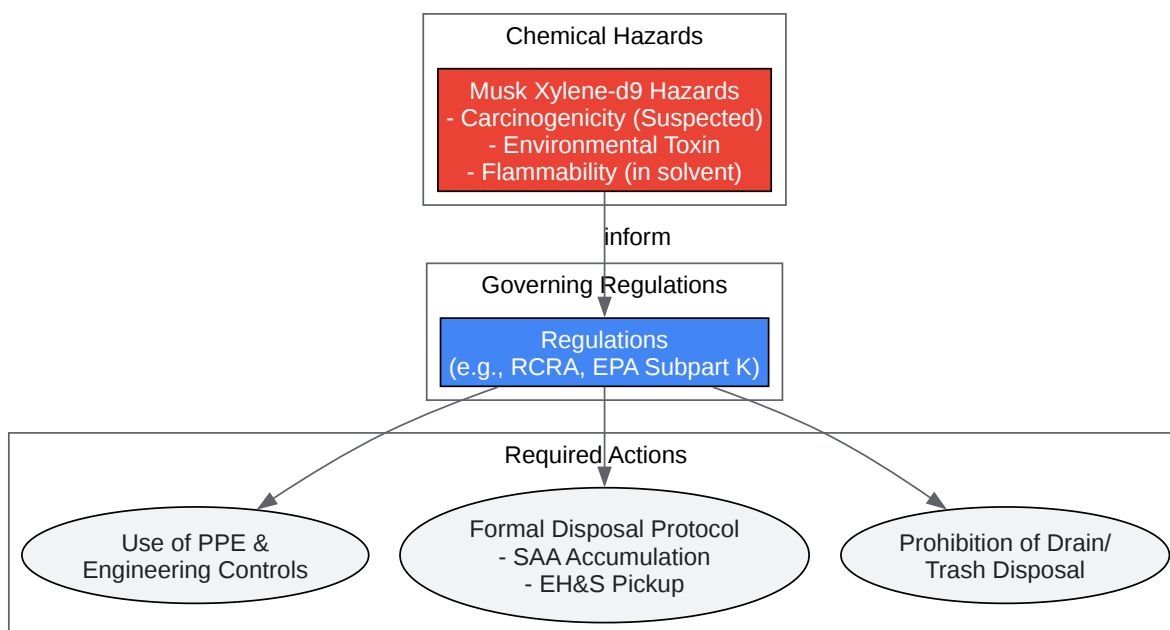 Chemical Hazards
Musk Xylene-d9 Hazards
- Carcinogenicity (Suspected)
- Environmental Toxin
- Flammability (in solvent)
inform
Governing Regulations
Regulations
(e.g., RCRA, EPA Subpart K)
Required Actions
Use of PPE &
Engineering Controls
Formal Disposal Protocol
- SAA Accumulation
- EH&S Pickup
Prohibition of Drain/
Trash Disposal